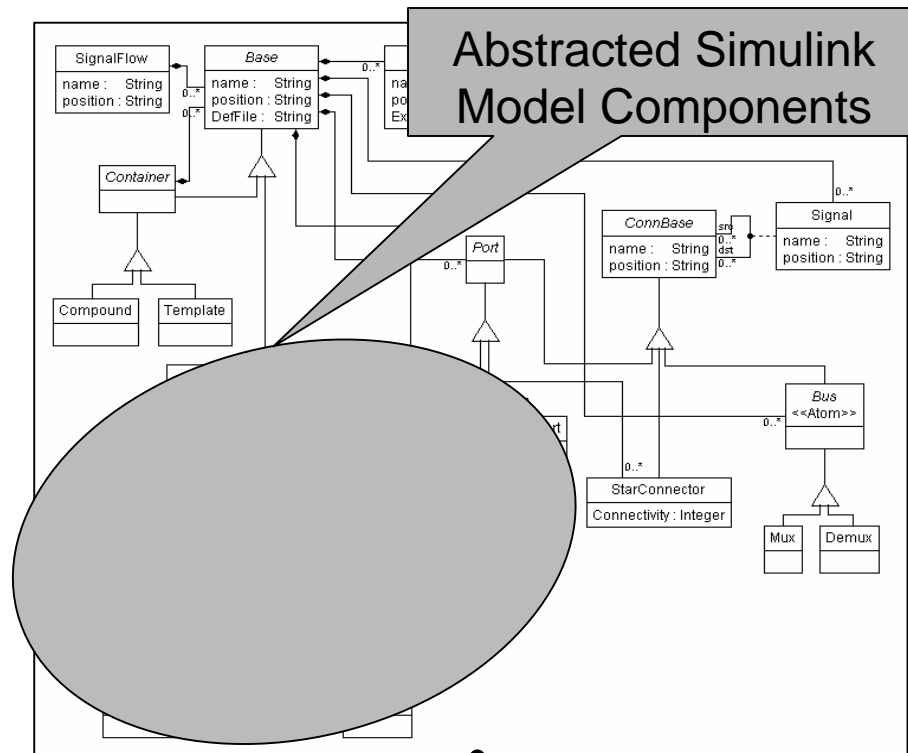 Abstracted Simulink
Model Components
SignalFlow
name : String
position : String
0..*
0..*
Base
name : String
position : String
DefFile : String
0..*
Container
Compound
Template
Port
0..*
ConnBase
name : String
position : String
src
0..*
dst
0..*
0..*
Signal
name : String
position : String
Bus
<<Atom>>
0..*
0..*
StarConnector
Connectivity : Integer
Mux
Demux